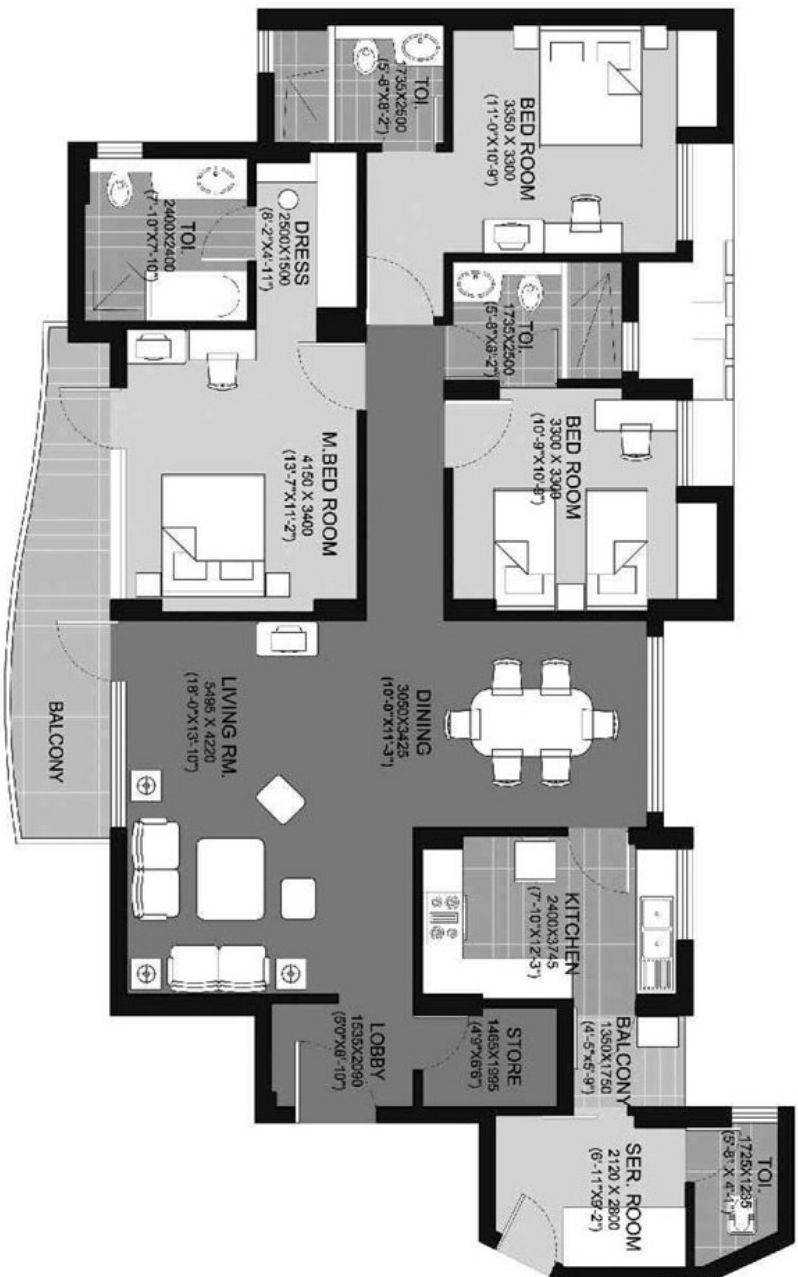 TOI.
1735X2500
(5'-8"X8'-2")
BED ROOM
3350 X 3300
(11'-0"X10'-9")
TOI.
2400X2400
(7'-10"X7'-10")
DRESS
2500X1500
(8'-2"X4'-11")
TOI.
1735X2500
(5'-8"X8'-2")
M.BED ROOM
4150 X 3400
(13'-7"X11'-2")
BED ROOM
3300 X 3300
(10'-9"X10'-9")
BALCONY
LIVING RM.
5495 X 4220
(18'-0"X13'-10")
DINING
3050X3425
(10'-0"X11'-3")
KITCHEN
2400X3745
(7'-10"X12'-3")
LOBBY
1535X2090
(5'0"X6'-10")
STORE
1465X1995
(4'9"X6'6")
BALCONY
1350X1750
(4'-5"x5'-9")
SER. ROOM
2120 X 2800
(6'-11"X9'-2")
TOI.
1725X1235
(5'-8" X 4'-1")